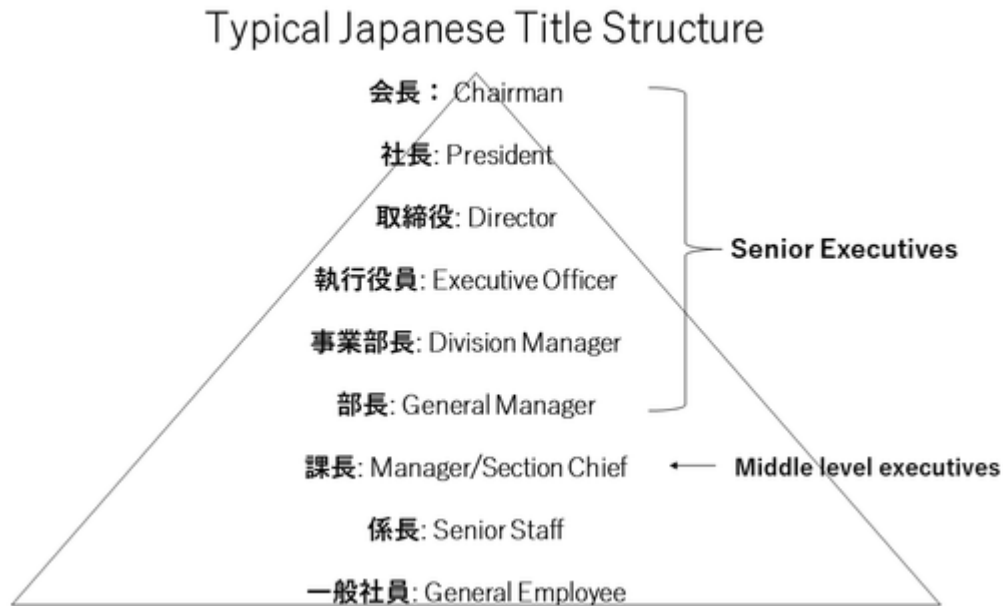 Typical Japanese Title Structure
会長： Chairman
社長: President
取締役: Director
Senior Executives
執行役員: Executive Officer
事業部長: Division Manager
部長: General Manager
課長: Manager/Section Chief
Middle level executives
係長: Senior Staff
一般社員: General Employee